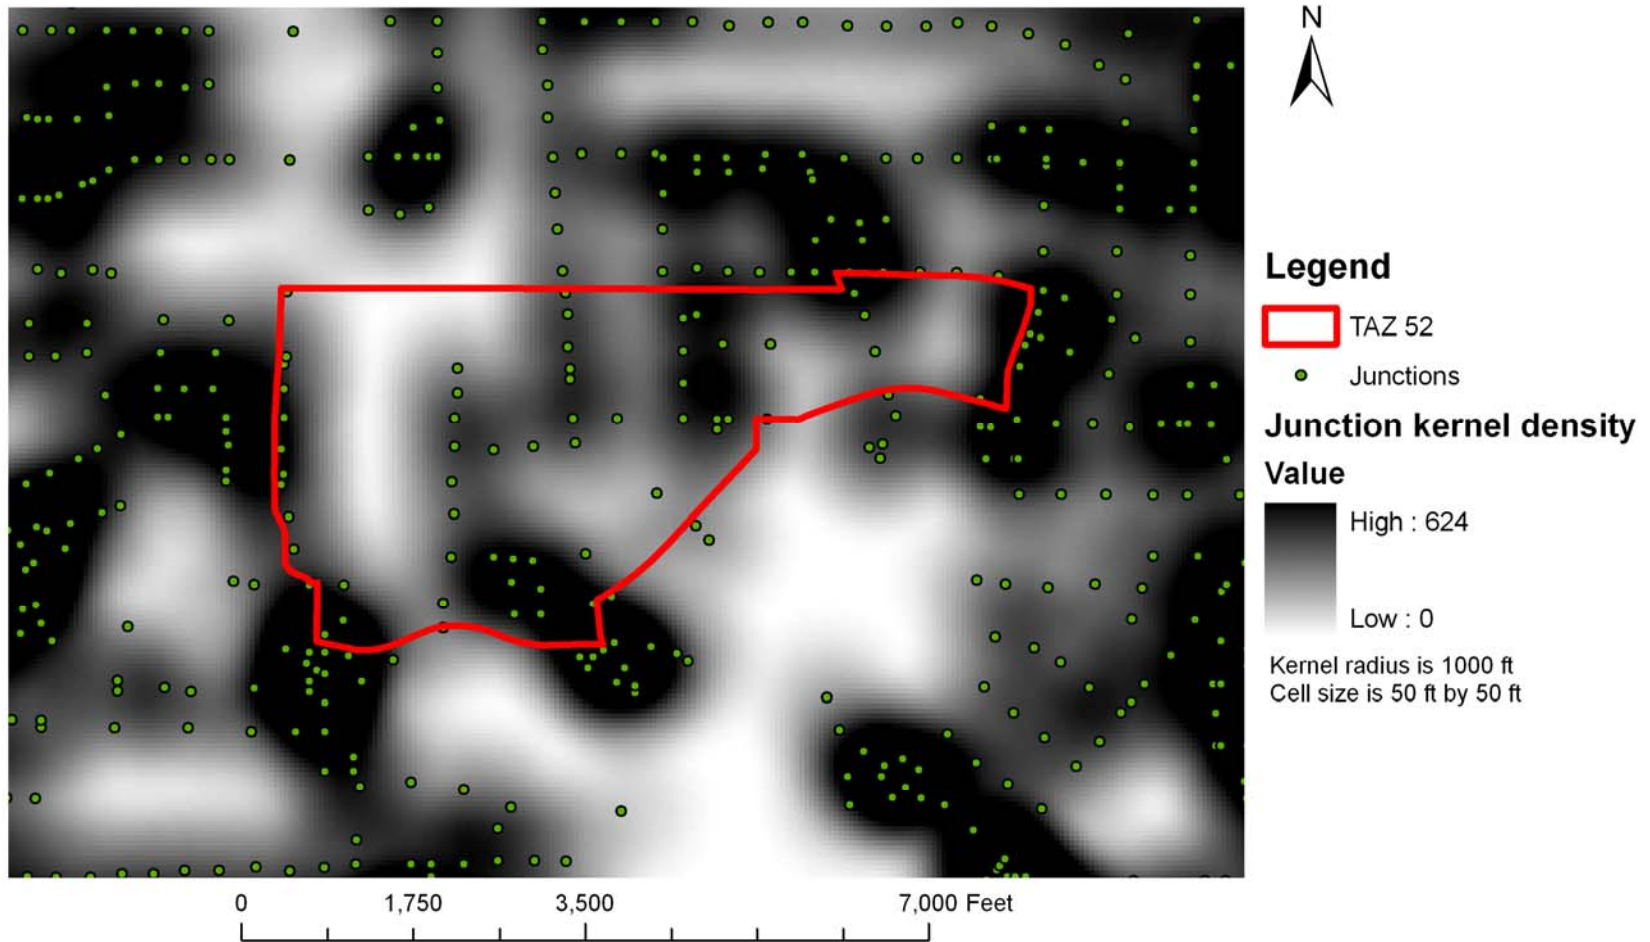 N
Legend
TAZ 52
Junctions
Junction kernel density
Value
High : 624
Low : 0
Kernel radius is 1000 ft
Cell size is 50 ft by 50 ft
0 1,750 3,500 7,000 Feet